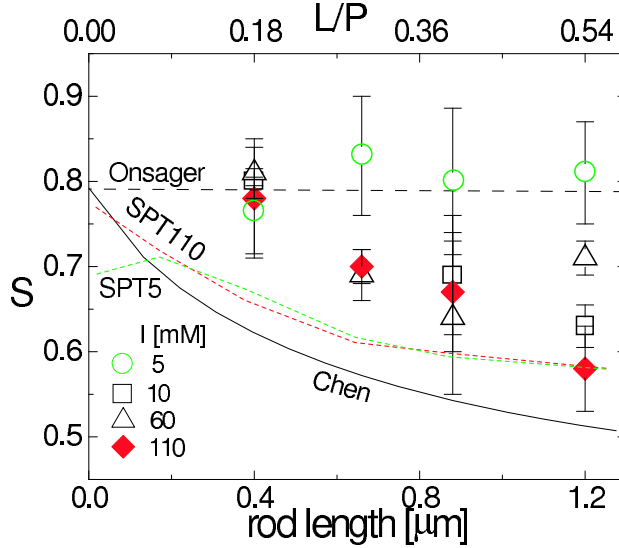 L/P
0.00 0.18 0.36 0.54
0.9
Onsager
0.8
SPT110
0.7
SPT5
S
I [mM]
5
0.6
10
Chen
60
110
0.5
0.0 0.4 0.8 1.2
rod length [μm]